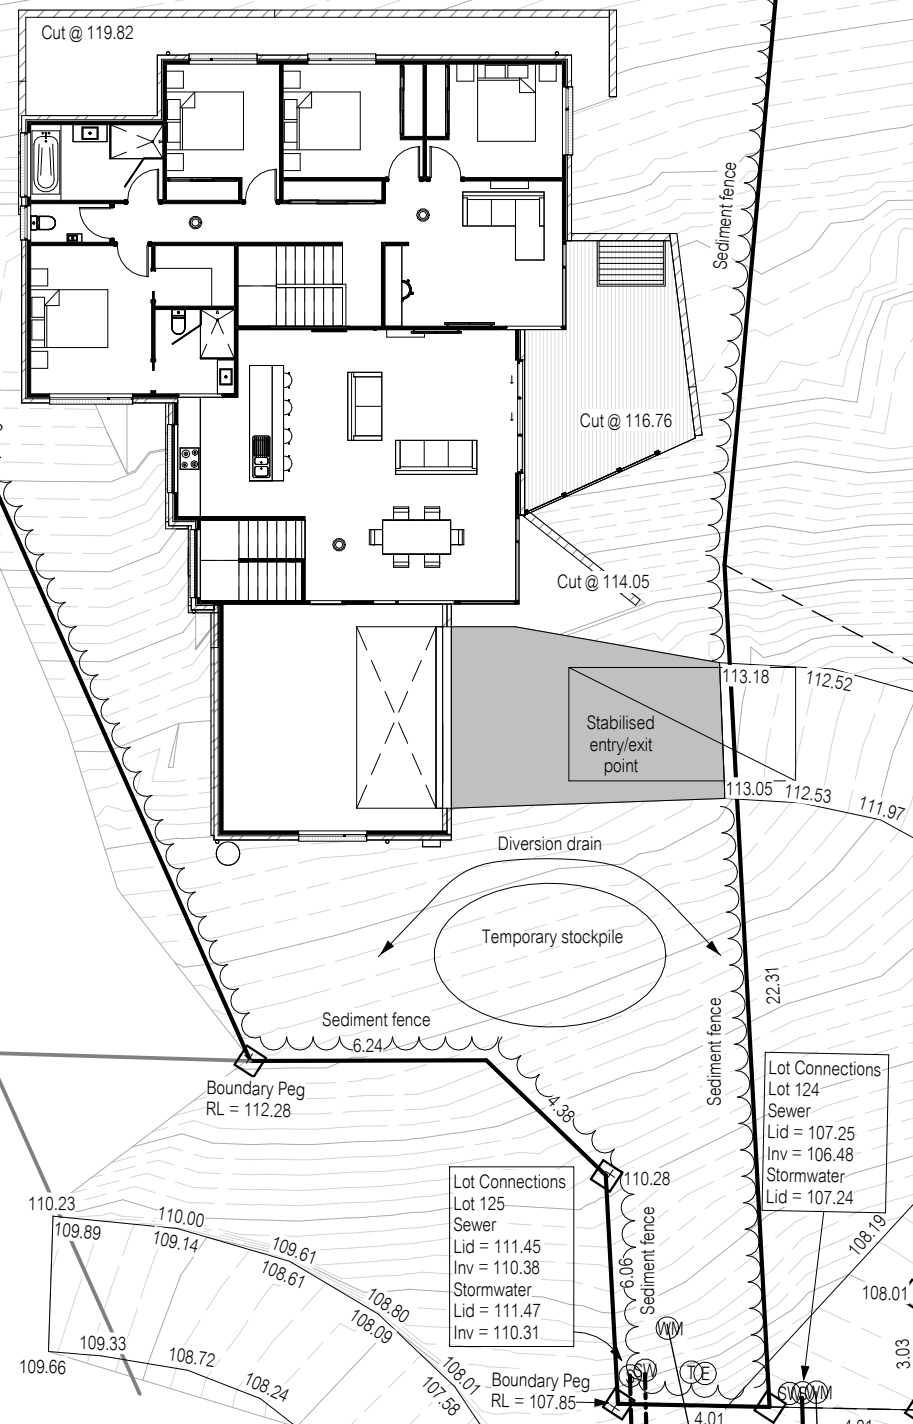 Cut @ 119.82
Sediment fence
Cut @ 116.76
Cut @ 114.05
113.18
112.52
Stabilised
entry/exit
point
113.05
112.53
111.97
Diversion drain
Temporary stockpile
22.31
Sediment fence
Sediment fence
6.24
Boundary Peg
RL = 112.28
4.38
Lot Connections
Lot 124
Sewer
Lid = 107.25
Inv = 106.48
Stormwater
Lid = 107.24
110.28
Lot Connections
Lot 125
Sewer
Lid = 111.45
Inv = 110.38
Stormwater
Lid = 111.47
Inv = 110.31
6.06
Sediment fence
110.23
110.00
109.89
109.14
109.61
108.61
108.80
108.09
108.01
107.58
109.33
109.66
108.72
108.24
108.19
108.01
3.03
WM
SW
T
E
Boundary Peg
RL = 107.85
SW
S
WM
4.01